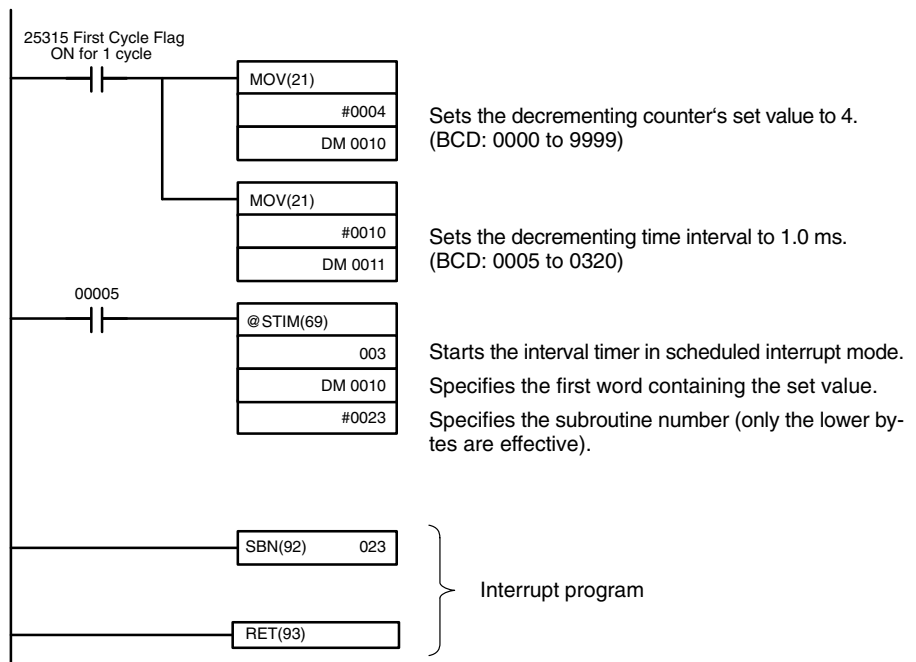 25315 First Cycle Flag
ON for 1 cycle
MOV(21)
#0004
DM 0010
Sets the decrementing counter‘s set value to 4.
(BCD: 0000 to 9999)
MOV(21)
#0010
DM 0011
Sets the decrementing time interval to 1.0 ms.
(BCD: 0005 to 0320)
00005
@STIM(69)
003
Starts the interval timer in scheduled interrupt mode.
DM 0010
Specifies the first word containing the set value.
#0023
Specifies the subroutine number (only the lower by-
tes are effective).
SBN(92) 023
Interrupt program
RET(93)